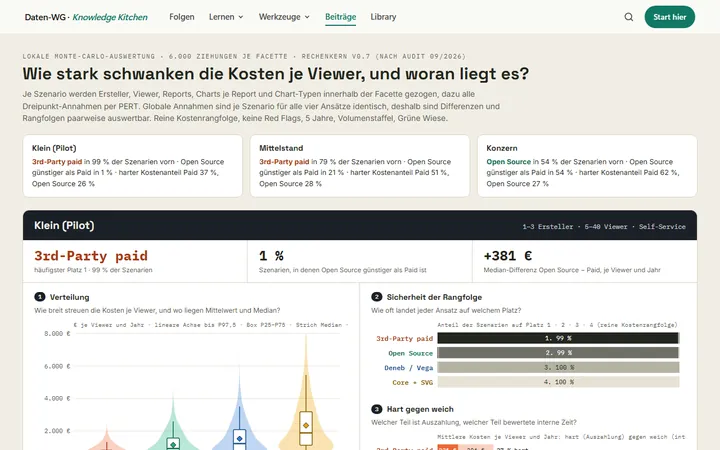 Daten-WG · Knowledge Kitchen
Folgen
Lernen
Werkzeuge
Beiträge
Library
Start hier
LOKALE MONTE-CARLO-AUSWERTUNG · 6.000 ZIEHUNGEN JE FACETTE · RECHENKERN V0.7 (NACH AUDIT 09/2026)
Wie stark schwanken die Kosten je Viewer, und woran liegt es?
Je Szenario werden Ersteller, Viewer, Reports, Charts je Report und Chart-Typen innerhalb der Facette gezogen, dazu alle
Dreipunkt-Annahmen per PERT. Globale Annahmen sind je Szenario für alle vier Ansätze identisch, deshalb sind Differenzen und
Rangfolgen paarweise auswertbar. Reine Kostenrangfolge, keine Red Flags, 5 Jahre, Volumenstaffel, Grüne Wiese.
Klein (Pilot)
3rd-Party paid in 99 % der Szenarien vorn · Open Source
günstiger als Paid in 1 % · harter Kostenanteil Paid 37 %,
Open Source 26 %
Mittelstand
3rd-Party paid in 79 % der Szenarien vorn · Open Source
günstiger als Paid in 21 % · harter Kostenanteil Paid 51 %,
Open Source 28 %
Konzern
Open Source in 54 % der Szenarien vorn · Open Source
günstiger als Paid in 54 % · harter Kostenanteil Paid 62 %,
Open Source 27 %
Klein (Pilot)
1–3 Ersteller · 5–40 Viewer · Self-Service
3rd-Party paid
häufigster Platz 1 · 99 % der Szenarien
1 %
Szenarien, in denen Open Source günstiger als Paid ist
+381 €
Median-Differenz Open Source − Paid, je Viewer und Jahr
1 Verteilung
Wie breit streuen die Kosten je Viewer, und wo liegen Mittelwert und Median?
€ je Viewer und Jahr · lineare Achse bis P97,5 · Box P25–P75 · Strich Median ·
8.000 €
6.000 €
4.000 €
2.000 €
2 Sicherheit der Rangfolge
Wie oft landet jeder Ansatz auf welchem Platz?
Anteil der Szenarien auf Platz 1 · 2 · 3 · 4 (reine Kostenrangfolge)
3rd-Party paid
1. 99 %
Open Source
2. 99 %
Deneb / Vega
3. 100 %
Core + SVG
4. 100 %
3 Hart gegen weich
Welcher Teil ist Auszahlung, welcher Teil bewertete interne Zeit?
Mittlere Kosten je Viewer und Jahr: hart (Auszahlung) gegen weich (int